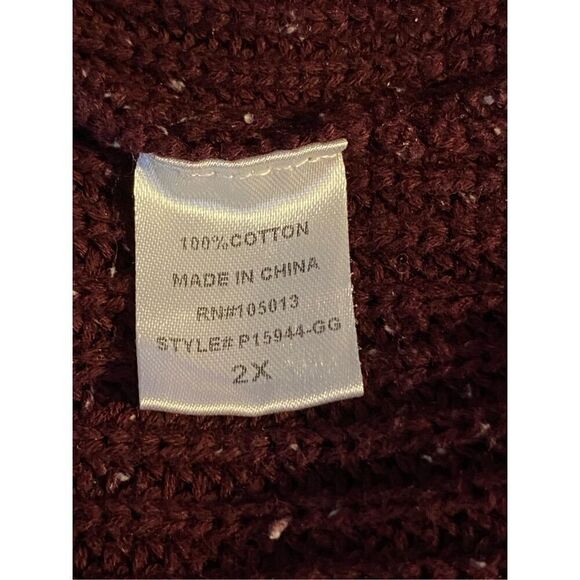 100%COTTON
MADE IN CHINA
RN#105013
STYLE# P15944-GG
2X